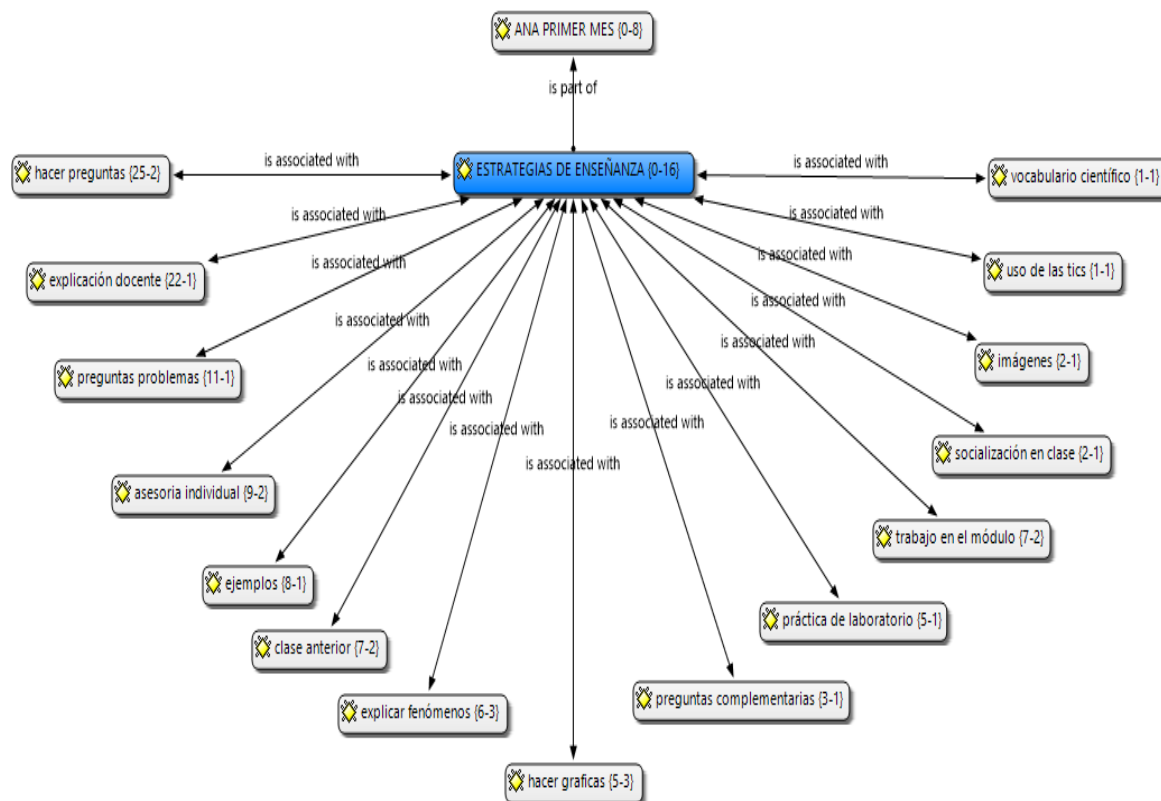 ANA PRIMER MES {0-8}
is part of
ESTRATEGIAS DE ENSEÑANZA {0-16}
is associated with
hacer preguntas {25-2}
is associated with
vocabulario científico {1-1}
is associated with
explicación docente {22-1}
is associated with
uso de las tics {1-1}
is associated with
preguntas problemas {11-1}
is associated with
imágenes {2-1}
is associated with
asesoria individual {9-2}
is associated with
socialización en clase {2-1}
is associated with
ejemplos {8-1}
is associated with
trabajo en el módulo {7-2}
is associated with
clase anterior {7-2}
is associated with
práctica de laboratorio {5-1}
is associated with
explicar fenómenos {6-3}
is associated with
preguntas complementarias {3-1}
is associated with
hacer graficas {5-3}